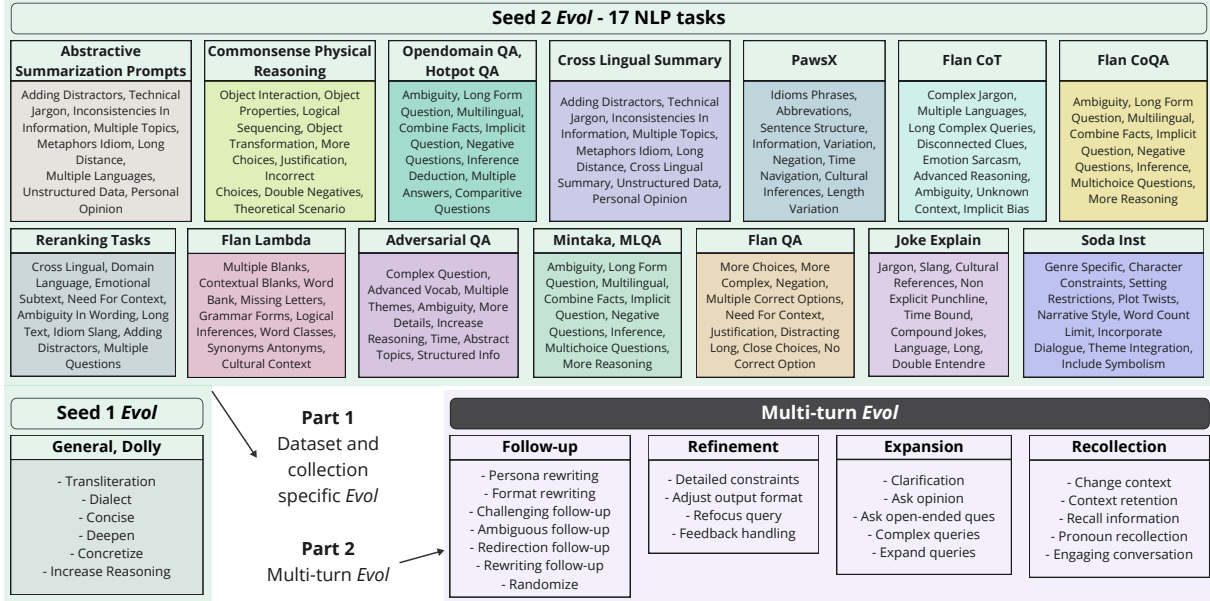 Seed 2 Evol - 17 NLP tasks
Abstractive
Summarization Prompts
Adding Distractors, Technical
Jargon, Inconsistencies In
Information, Multiple Topics,
Metaphors Idiom, Long
Distance,
Multiple Languages,
Unstructured Data, Personal
Opinion
Commonsense Physical
Reasoning
Object Interaction, Object
Properties, Logical
Sequencing, Object
Transformation, More
Choices, Justification,
Incorrect
Choices, Double Negatives,
Theoretical Scenario
Opendomain QA,
Hotpot QA
Ambiguity, Long Form
Question, Multilingual,
Combine Facts, Implicit
Question, Negative
Questions, Inference
Deduction, Multiple
Answers, Comparitive
Questions
Cross Lingual Summary
Adding Distractors, Technical
Jargon, Inconsistencies In
Information, Multiple Topics,
Metaphors Idiom, Long
Distance, Cross Lingual
Summary, Unstructured Data,
Personal Opinion
PawsX
Idioms Phrases,
Abbrevations,
Sentence Structure,
Information, Variation,
Negation, Time
Navigation, Cultural
Inferences, Length
Variation
Flan CoT
Complex Jargon,
Multiple Languages,
Long Complex Queries,
Disconnected Clues,
Emotion Sarcasm,
Advanced Reasoning,
Ambiguity, Unknown
Context, Implicit Bias
Flan CoQA
Ambiguity, Long Form
Question, Multilingual,
Combine Facts, Implicit
Question, Negative
Questions, Inference,
Multichoice Questions,
More Reasoning
Reranking Tasks
Cross Lingual, Domain
Language, Emotional
Subtext, Need For Context,
Ambiguity In Wording, Long
Text, Idiom Slang, Adding
Distractors, Multiple
Questions
Flan Lambda
Multiple Blanks,
Contextual Blanks, Word
Bank, Missing Letters,
Grammar Forms, Logical
Inferences, Word Classes,
Synonyms Antonyms,
Cultural Context
Adversarial QA
Complex Question,
Advanced Vocab, Multiple
Themes, Ambiguity, More
Details, Increase
Reasoning, Time, Abstract
Topics, Structured Info
Mintaka, MLQA
Ambiguity, Long Form
Question, Multilingual,
Combine Facts, Implicit
Question, Negative
Questions, Inference,
Multichoice Questions,
More Reasoning
Flan QA
More Choices, More
Complex, Negation,
Multiple Correct Options,
Need For Context,
Justification, Distracting
Long, Close Choices, No
Correct Option
Joke Explain
Jargon, Slang, Cultural
References, Non
Explicit Punchline,
Time Bound,
Compound Jokes,
Language, Long,
Double Entendre
Soda Inst
Genre Specific, Character
Constraints, Setting
Restrictions, Plot Twists,
Narrative Style, Word Count
Limit, Incorporate
Dialogue, Theme Integration,
Include Symbolism
Seed 1 Evol
General, Dolly
- Transliteration
- Dialect
- Concise
- Deepen
- Concretize
- Increase Reasoning
Part 1
Dataset and
collection
specific Evol
Part 2
Multi-turn Evol
Multi-turn Evol
Follow-up
- Persona rewriting
- Format rewriting
- Challenging follow-up
- Ambiguous follow-up
- Redirection follow-up
- Rewriting follow-up
- Randomize
Refinement
- Detailed constraints
- Adjust output format
- Refocus query
- Feedback handling
Expansion
- Clarification
- Ask opinion
- Ask open-ended ques
- Complex queries
- Expand queries
Recollection
- Change context
- Context retention
- Recall information
- Pronoun recollection
- Engaging conversation